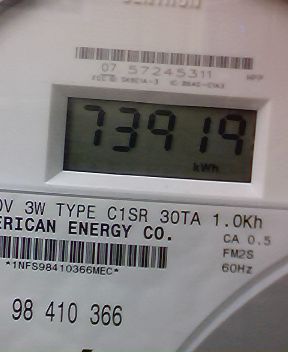 07 57245311
HPP
73919
kWh
0V 3W TYPE C1SR 30TA 1.0Kh
ERICAN ENERGY CO.
CA 0.5
FM2S
60Hz
*1NFS98410366MEC*
98 410 366